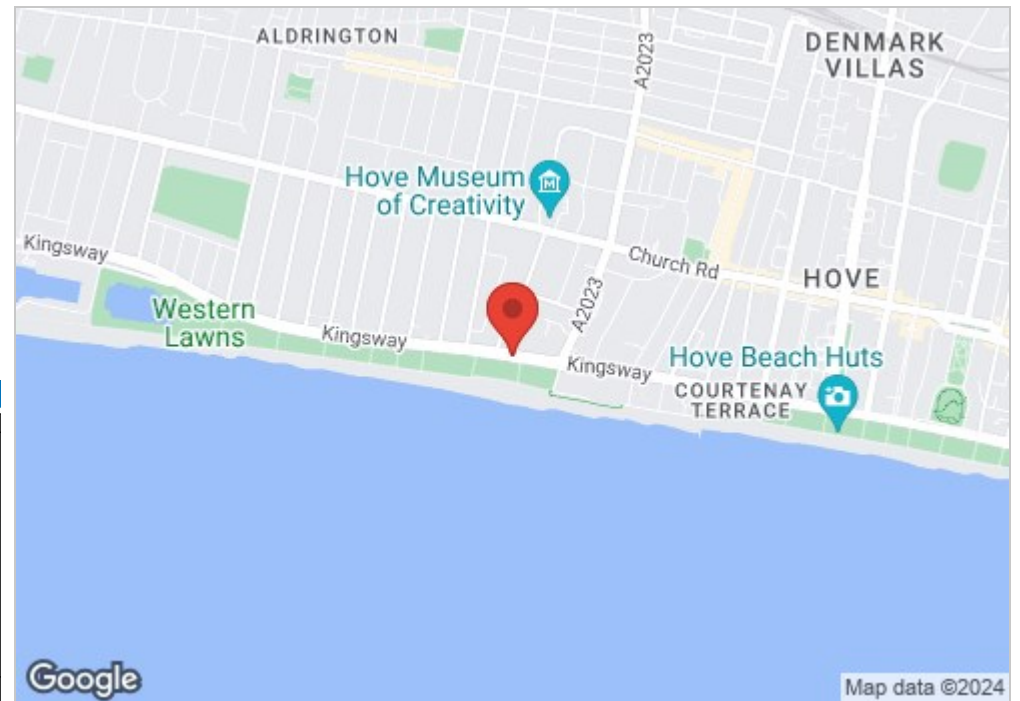 ALDRINGTON
A2023
DENMARK
VILLAS
Hove Museum
of Creativity
M
Kingsway
Church Rd
HOVE
Western
Lawns
Kingsway
A2023
Kingsway
Hove Beach Huts
COURTENAY
TERRACE
Google
Map data ©2024